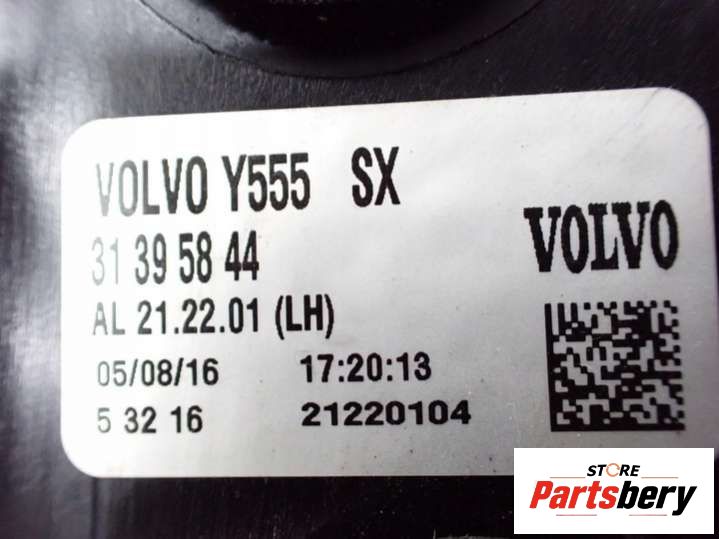 VOLVO Y555 SX
31 39 58 44
VOLVO
AL 21.22.01 (LH)
05/08/16 17:20:13
5 32 16 21220104
STORE
Partsbery